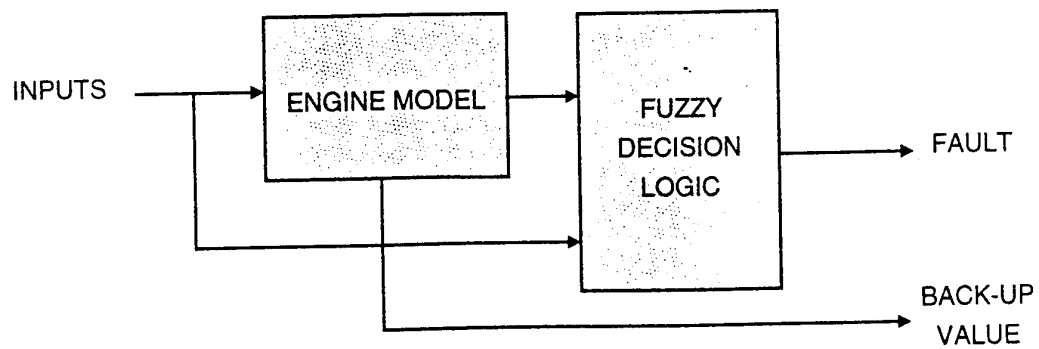 INPUTS
ENGINE MODEL
FUZZY
DECISION
LOGIC
FAULT
BACK-UP
VALUE